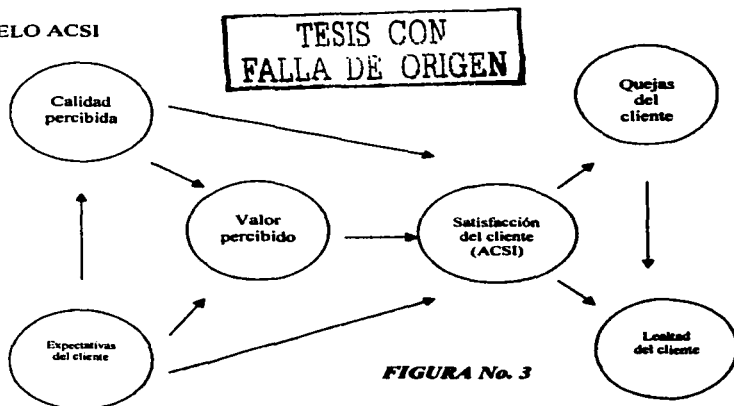 ELO ACSI
TESIS CON
FALLA DE ORIGEN
Calidad
percibida
Quejas
del
cliente
Valor
percibido
Satisfacción
del cliente
(ACSI)
Expectativas
del cliente
Lealtad
del cliente
FIGURA No. 3